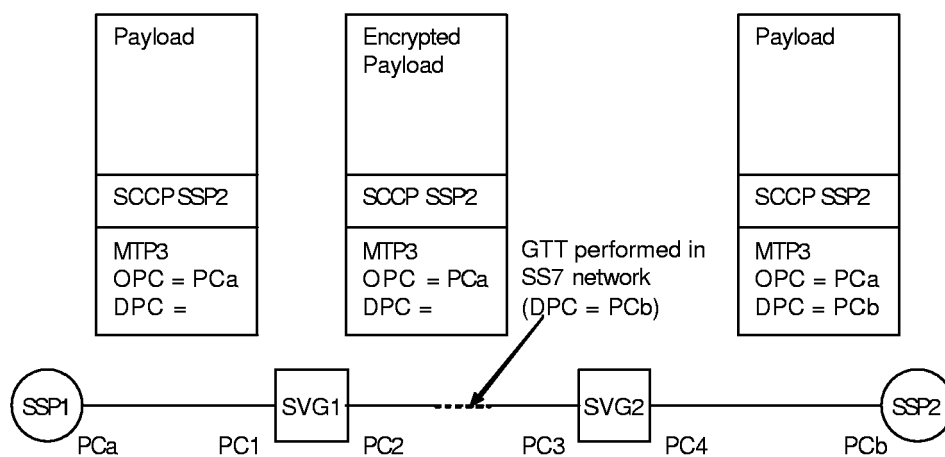 Payload
SCCP SSP2
MTP3
OPC = PCa
DPC =
Encrypted
Payload
SCCP SSP2
MTP3
OPC = PCa
DPC =
GTT performed in
SS7 network
(DPC = PCb)
Payload
SCCP SSP2
MTP3
OPC = PCa
DPC = PCb
SSP1
SVG1
SVG2
SSP2
PCa
PC1
PC2
PC3
PC4
PCb